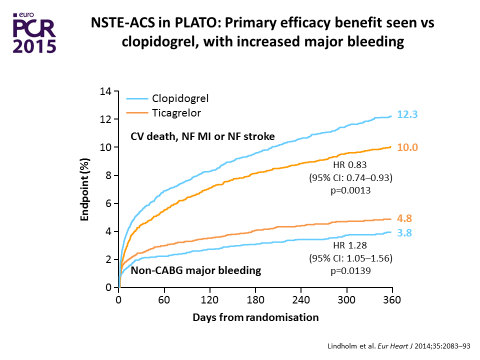 euro
PCR
2015
NSTE-ACS in PLATO: Primary efficacy benefit seen vs
clopidogrel, with increased major bleeding
Endpoint (%)
14
12
10
8
6
4
2
0
Clopidogrel
Ticagrelor
CV death, NF MI or NF stroke
12.3
10.0
HR 0.83
(95% CI: 0.74–0.93)
p=0.0013
4.8
3.8
HR 1.28
(95% CI: 1.05–1.56)
p=0.0139
Non-CABG major bleeding
0 60 120 180 240 300 360
Days from randomisation
Lindholm et al. Eur Heart J 2014;35:2083–93